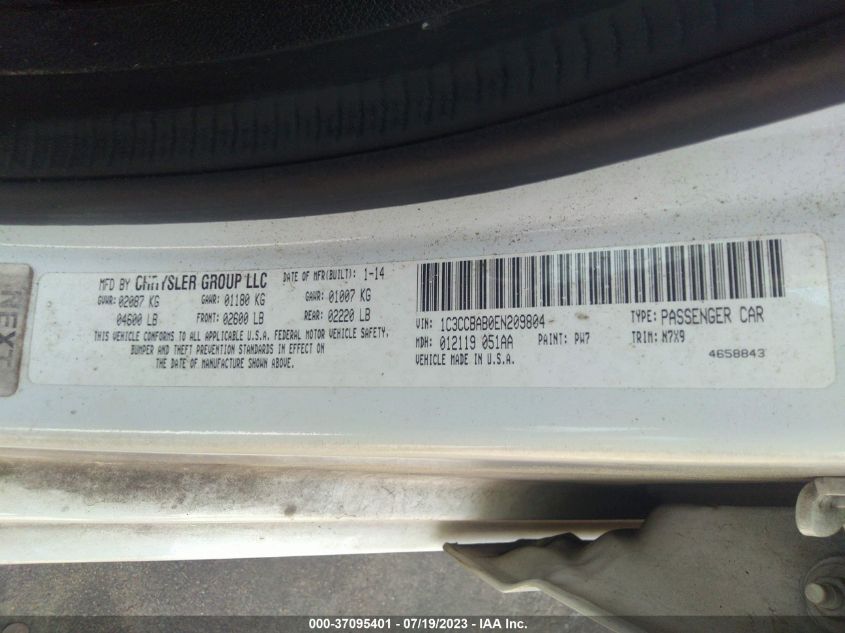 NEXT
MFD BY CHRYSLER GROUP LLC DATE OF MFR(BUILT): 1-14
GVWR: 02087 KG GAWR: 01180 KG GAWR: 01007 KG
04600 LB FRONT: 02600 LB REAR: 02220 LB
THIS VEHICLE CONFORMS TO ALL APPLICABLE U.S.A. FEDERAL MOTOR VEHICLE SAFETY,
BUMPER AND THEFT PREVENTION STANDARDS IN EFFECT ON
THE DATE OF MANUFACTURE SHOWN ABOVE.
VIN: 1C3CCBAB0EN209804 TYPE: PASSENGER CAR
MDH: 012119 051AA PAINT: PW7 TRIM: N7X9
VEHICLE MADE IN U.S.A. 4658843
000-37095401 - 07/19/2023 - IAA Inc.